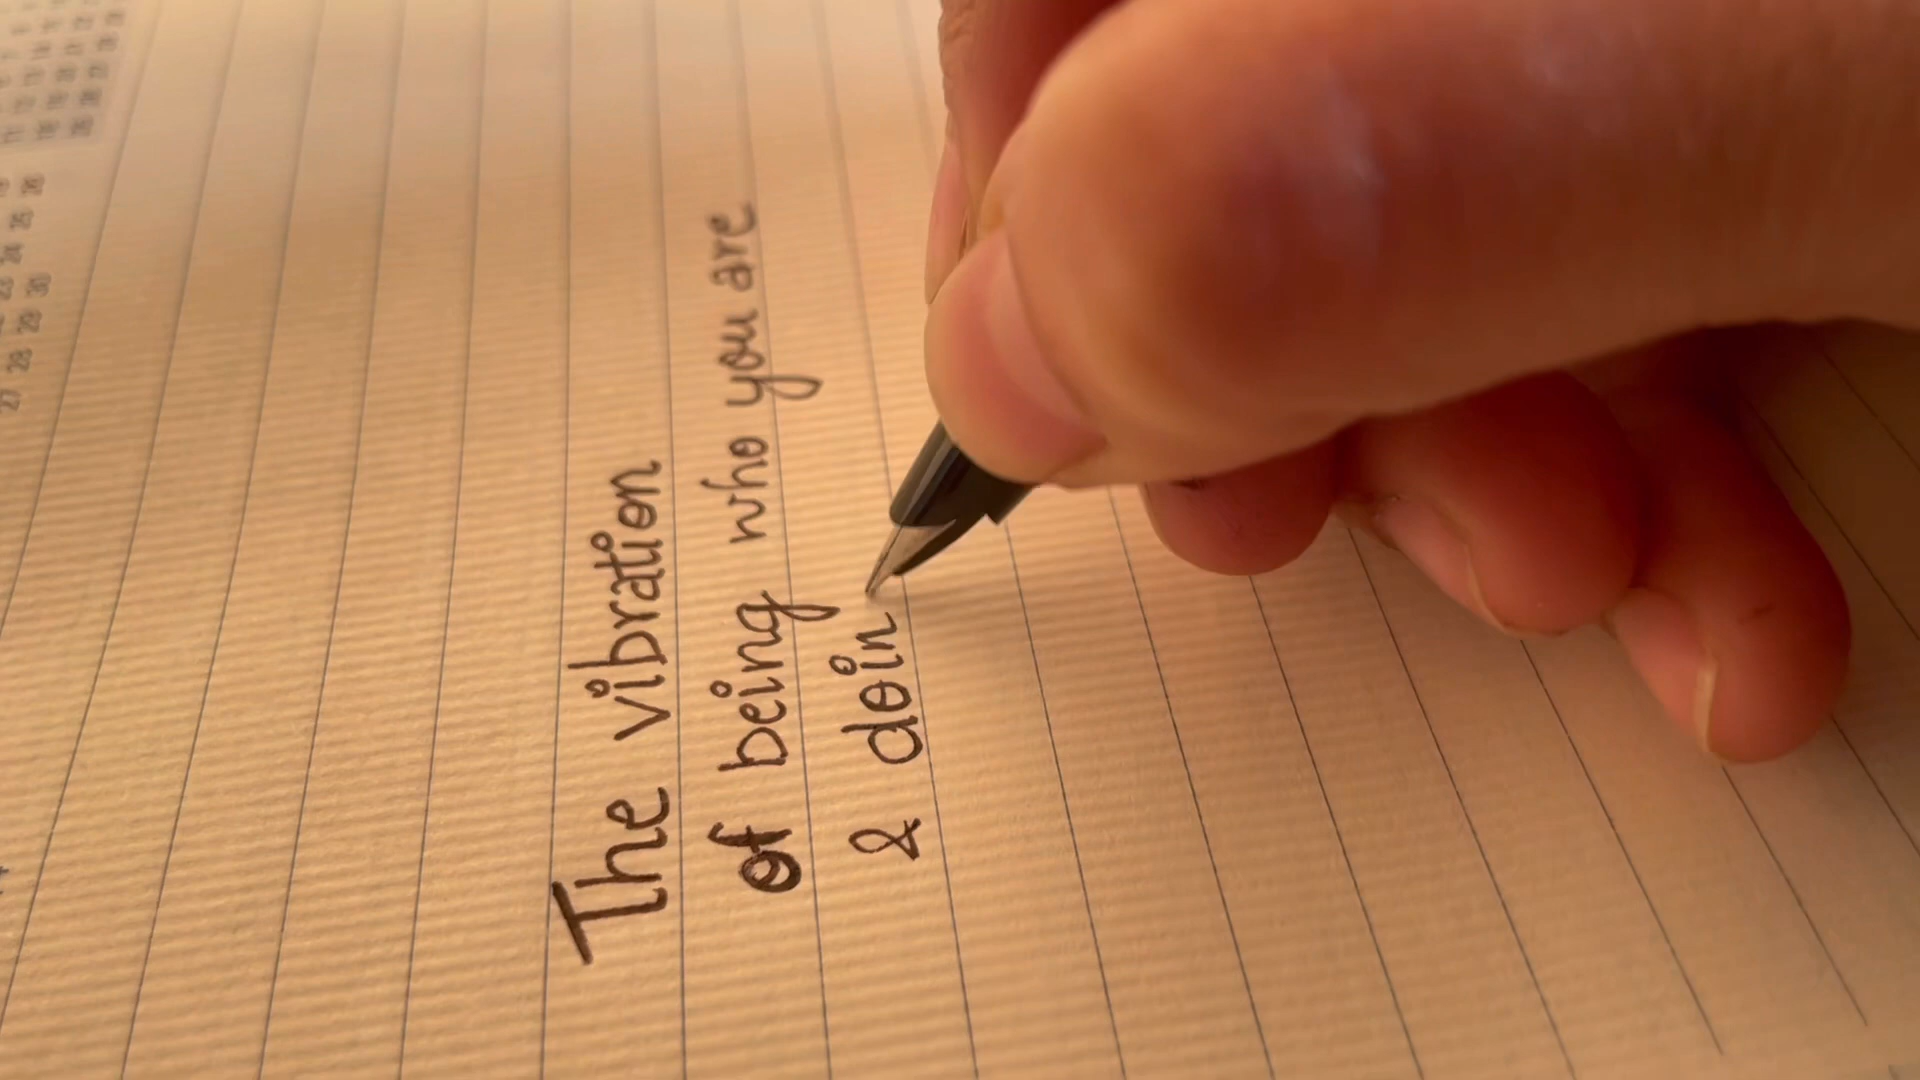 The vibration
of being who you are
& doin